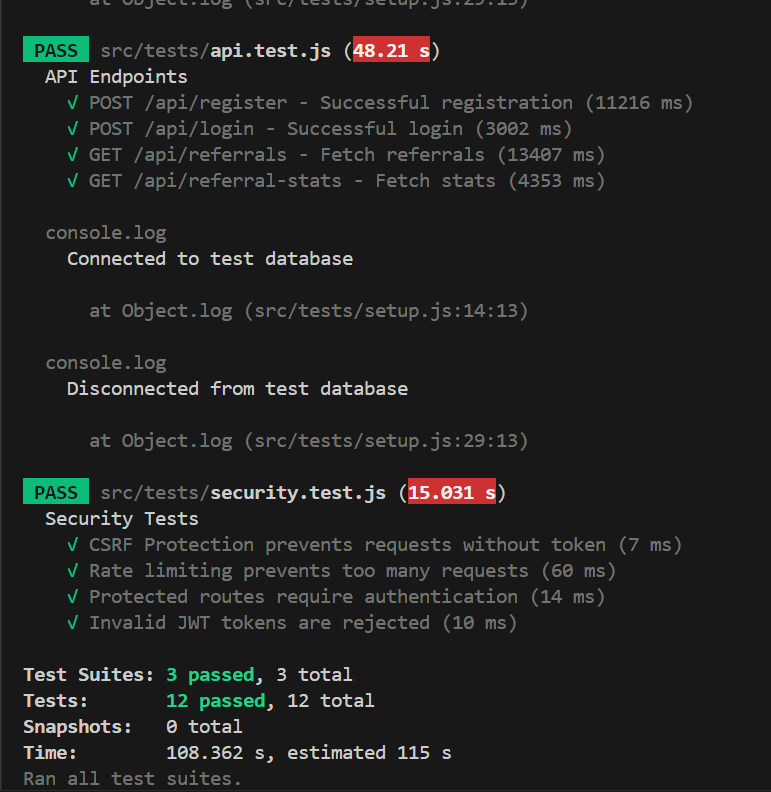 at Object.log (src/tests/setup.js:29:13)
PASS src/tests/api.test.js (48.21 s)
API Endpoints
√ POST /api/register - Successful registration (11216 ms)
√ POST /api/login - Successful login (3002 ms)
√ GET /api/referrals - Fetch referrals (13407 ms)
√ GET /api/referral-stats - Fetch stats (4353 ms)
console.log
Connected to test database
at Object.log (src/tests/setup.js:14:13)
console.log
Disconnected from test database
at Object.log (src/tests/setup.js:29:13)
PASS src/tests/security.test.js (15.031 s)
Security Tests
√ CSRF Protection prevents requests without token (7 ms)
√ Rate limiting prevents too many requests (60 ms)
√ Protected routes require authentication (14 ms)
√ Invalid JWT tokens are rejected (10 ms)
Test Suites: 3 passed, 3 total
Tests: 12 passed, 12 total
Snapshots: 0 total
Time: 108.362 s, estimated 115 s
Ran all test suites.